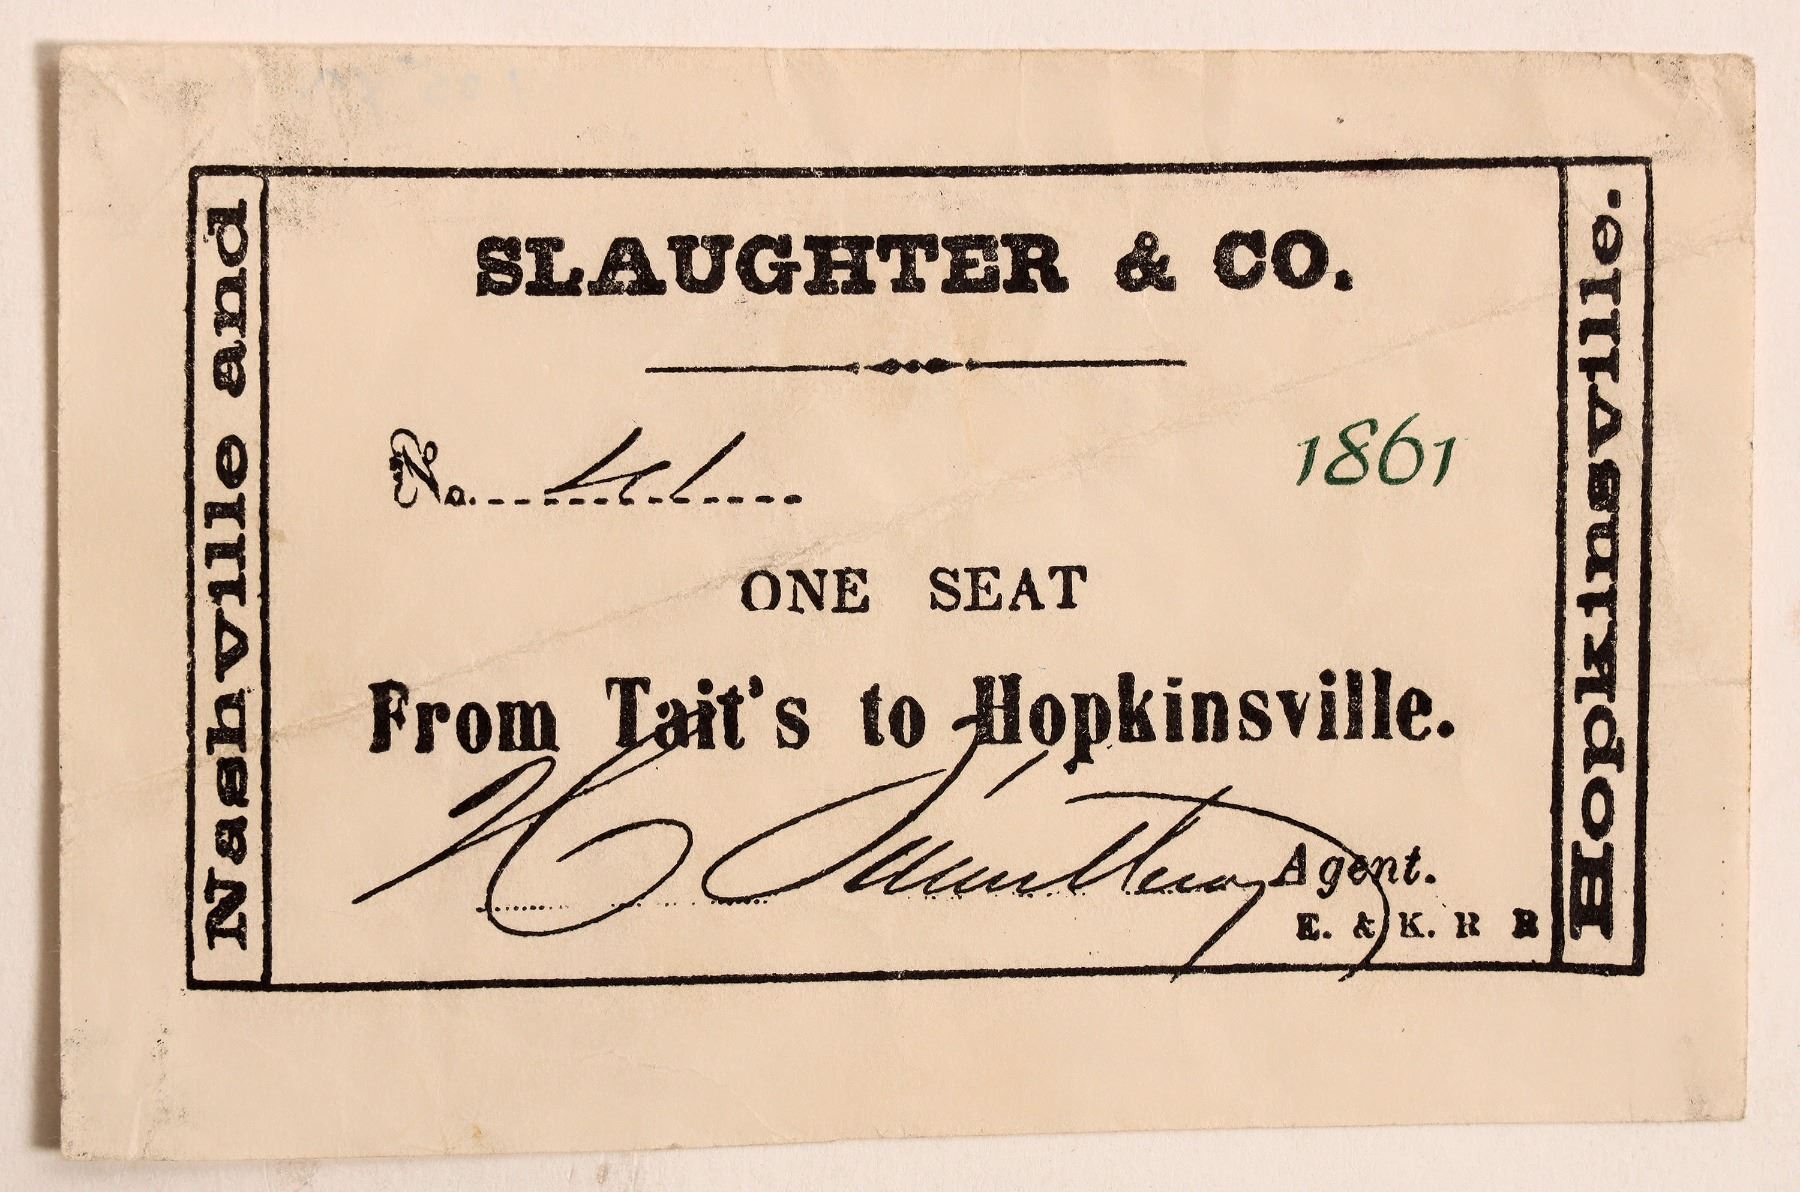 Nashville and
SLAUGHTER & CO.
No. 41
1861
ONE SEAT
From Tait's to Hopkinsville.
Agent.
E. & K. R R
Hopkinsville.